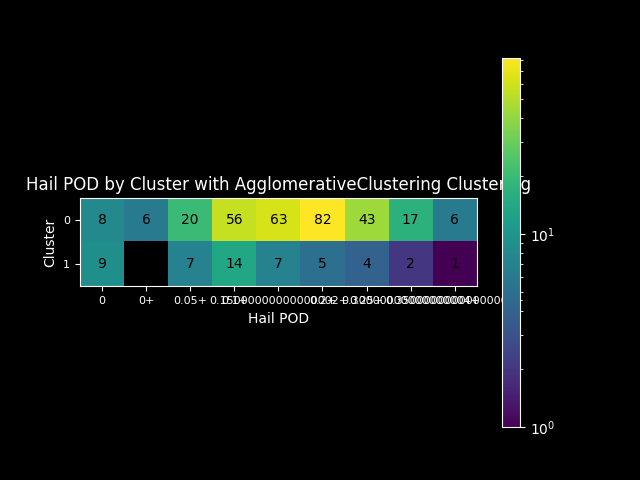 Hail POD by Cluster with AgglomerativeClustering Clustering
0 8 6 20 56 63 82 43 17 6
Cluster
1 9 7 14 7 5 4 2 1
0 0+ 0.05+
Hail POD
10¹
10⁰